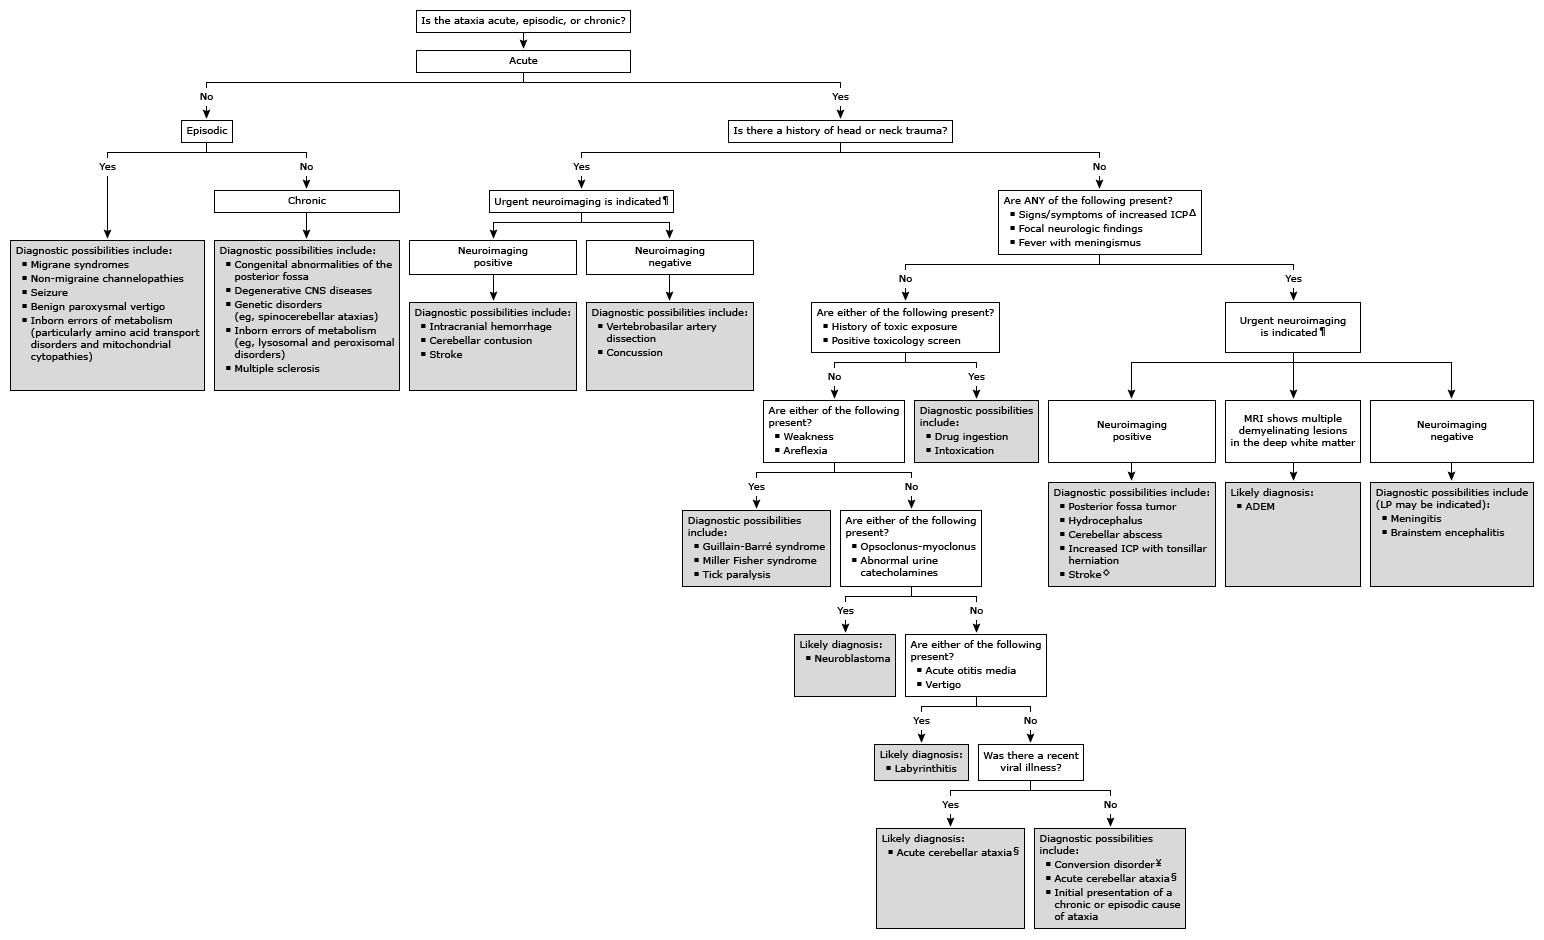 Is the ataxia acute, episodic, or chronic?
Acute
No
Yes
Episodic
Is there a history of head or neck trauma?
Yes
No
Yes
No
Chronic
Urgent neuroimaging is indicated¶
Are ANY of the following present?
▪ Signs/symptoms of increased ICPΔ
▪ Focal neurologic findings
▪ Fever with meningismus
Diagnostic possibilities include:
▪ Migrane syndromes
▪ Non-migraine channelopathies
▪ Seizure
▪ Benign paroxysmal vertigo
▪ Inborn errors of metabolism
(particularly amino acid transport
disorders and mitochondrial
cytopathies)
Diagnostic possibilities include:
▪ Congenital abnormalities of the
posterior fossa
▪ Degenerative CNS diseases
▪ Genetic disorders
(eg, spinocerebellar ataxias)
▪ Inborn errors of metabolism
(eg, lysosomal and peroxisomal
disorders)
▪ Multiple sclerosis
Neuroimaging
positive
Neuroimaging
negative
Diagnostic possibilities include:
▪ Intracranial hemorrhage
▪ Cerebellar contusion
▪ Stroke
Diagnostic possibilities include:
▪ Vertebrobasilar artery
dissection
▪ Concussion
No
Yes
Are either of the following present?
▪ History of toxic exposure
▪ Positive toxicology screen
Urgent neuroimaging
is indicated¶
No
Yes
Are either of the following
present?
▪ Weakness
▪ Areflexia
Diagnostic possibilities
include:
▪ Drug ingestion
▪ Intoxication
Neuroimaging
positive
MRI shows multiple
demyelinating lesions
in the deep white matter
Neuroimaging
negative
Yes
No
Diagnostic possibilities
include:
▪ Guillain-Barré syndrome
▪ Miller Fisher syndrome
▪ Tick paralysis
Are either of the following
present?
▪ Opsoclonus-myoclonus
▪ Abnormal urine
catecholamines
Diagnostic possibilities include:
▪ Posterior fossa tumor
▪ Hydrocephalus
▪ Cerebellar abscess
▪ Increased ICP with tonsillar
herniation
▪ Stroke◇
Likely diagnosis:
▪ ADEM
Diagnostic possibilities include
(LP may be indicated):
▪ Meningitis
▪ Brainstem encephalitis
Yes
No
Likely diagnosis:
▪ Neuroblastoma
Are either of the following
present?
▪ Acute otitis media
▪ Vertigo
Yes
No
Likely diagnosis:
▪ Labyrinthitis
Was there a recent
viral illness?
Yes
No
Likely diagnosis:
▪ Acute cerebellar ataxia§
Diagnostic possibilities
include:
▪ Conversion disorder¥
▪ Acute cerebellar ataxia§
▪ Initial presentation of a
chronic or episodic cause
of ataxia